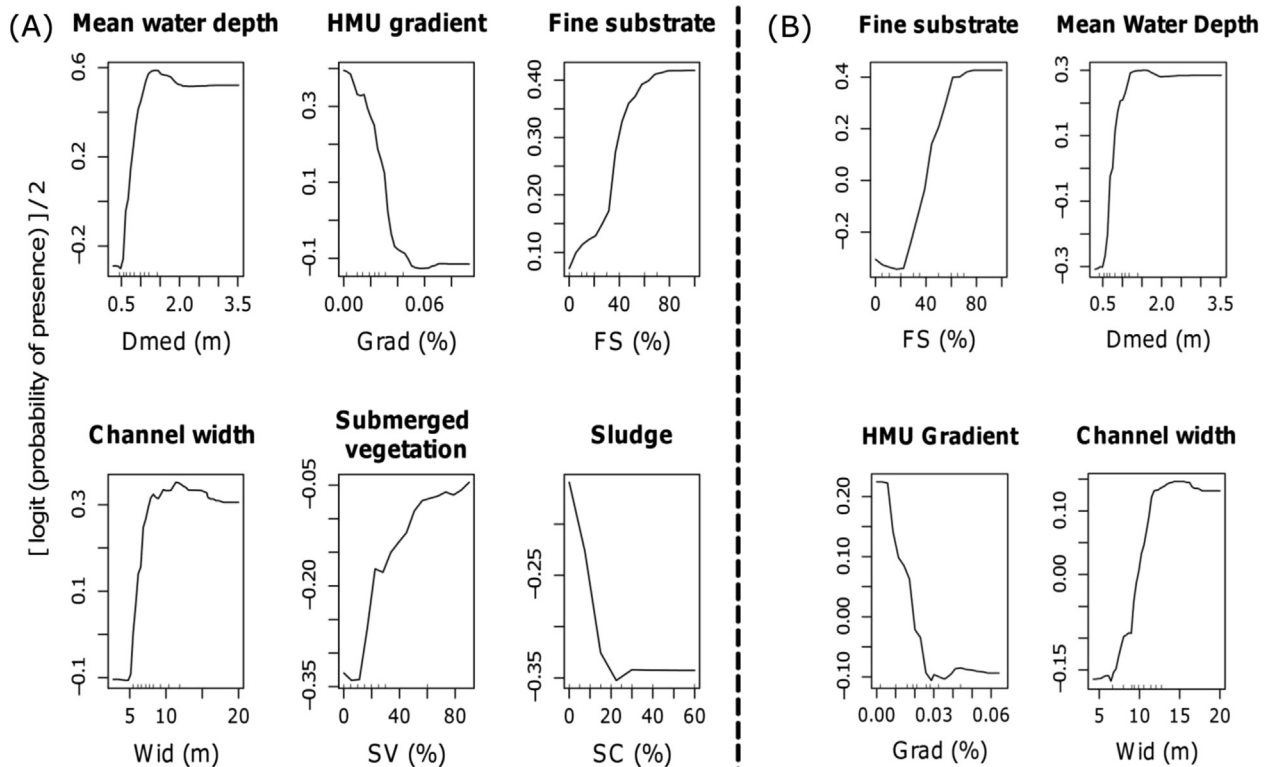 (A)
[logit (probability of presence) ]/2
Mean water depth
0.6
0.2
−0.2
0.5 2.0 3.5
Dmed (m)
HMU gradient
0.3
0.1
−0.1
0.00 0.06
Grad (%)
Fine substrate
0.40
0.30
0.20
0.10
0 40 80
FS (%)
Channel width
0.3
0.1
−0.1
5 10 20
Wid (m)
Submerged
vegetation
−0.05
−0.20
−0.35
0 40 80
SV (%)
Sludge
−0.25
−0.35
0 20 40 60
SC (%)
(B)
Fine substrate
0.4
0.2
0.0
−0.2
0 40 80
FS (%)
Mean Water Depth
0.3
0.1
−0.1
−0.3
0.5 2.0 3.5
Dmed (m)
HMU Gradient
0.20
0.10
0.00
−0.10
0.00 0.03 0.06
Grad (%)
Channel width
0.10
0.00
−0.15
5 10 15 20
Wid (m)